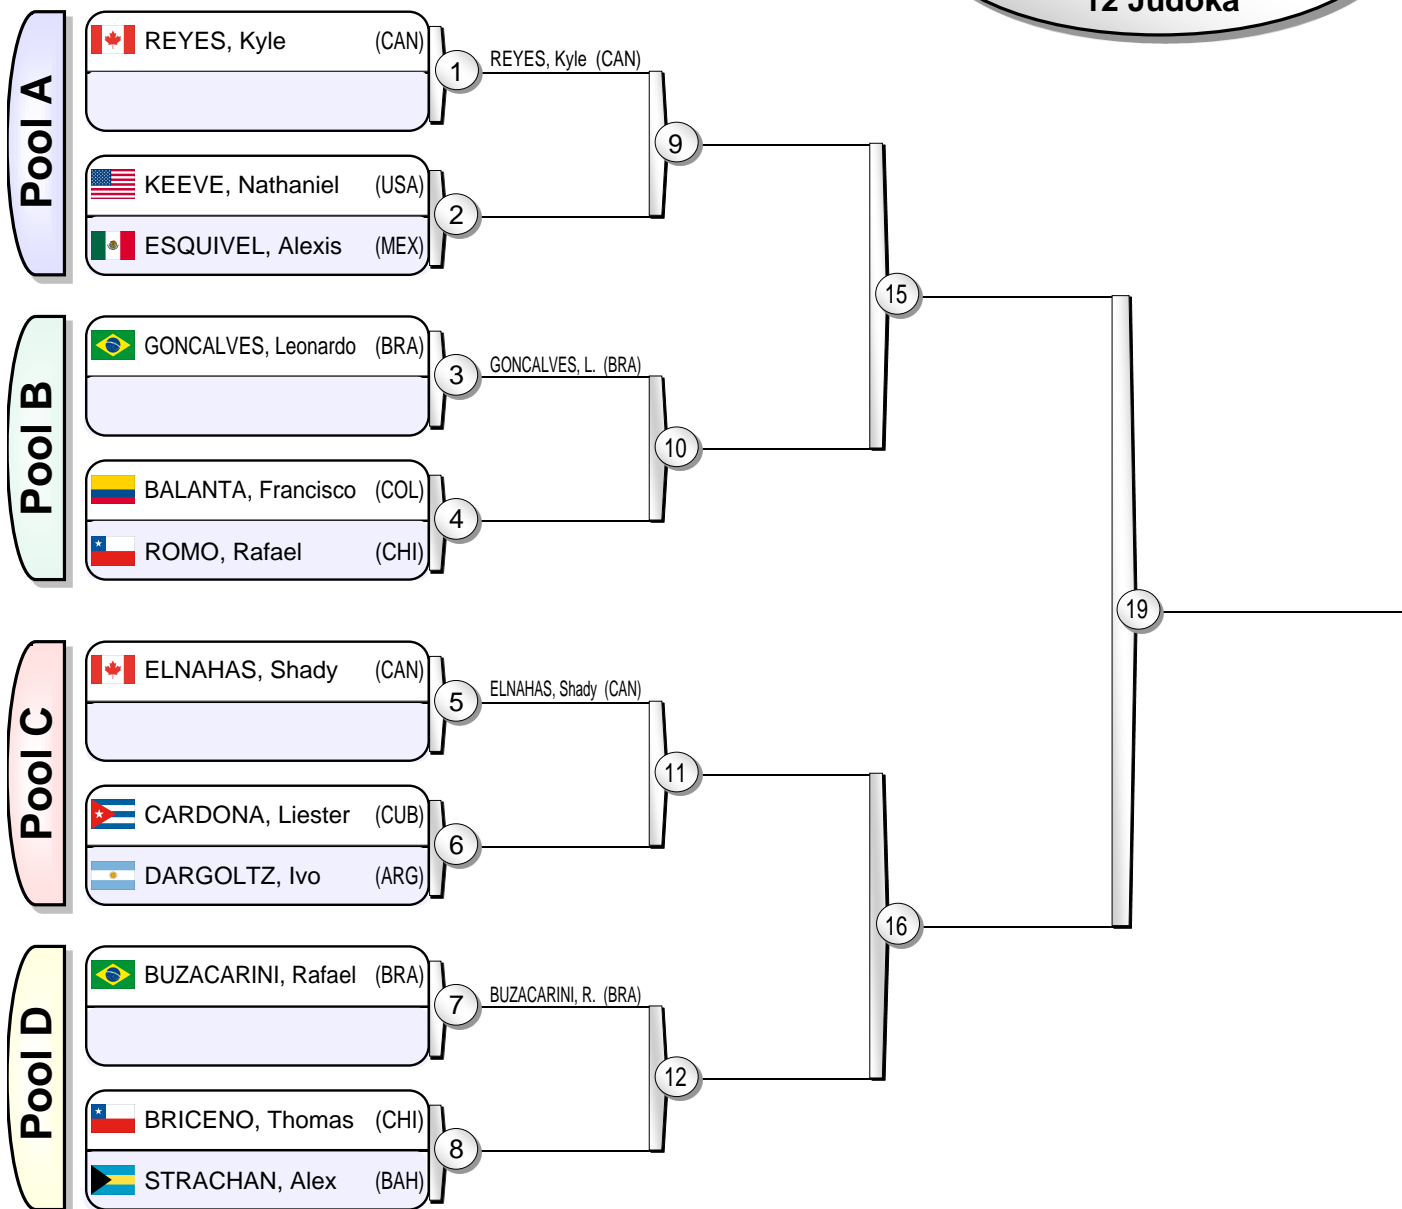 12 Judoka
Pool A
REYES, Kyle (CAN)
1
REYES, Kyle (CAN)
9
KEEVE, Nathaniel (USA)
2
ESQUIVEL, Alexis (MEX)
15
Pool B
GONCALVES, Leonardo (BRA)
3
GONCALVES, L. (BRA)
10
BALANTA, Francisco (COL)
4
ROMO, Rafael (CHI)
19
Pool C
ELNAHAS, Shady (CAN)
5
ELNAHAS, Shady (CAN)
11
CARDONA, Liester (CUB)
6
DARGOLTZ, Ivo (ARG)
16
Pool D
BUZACARINI, Rafael (BRA)
7
BUZACARINI, R. (BRA)
12
BRICENO, Thomas (CHI)
8
STRACHAN, Alex (BAH)